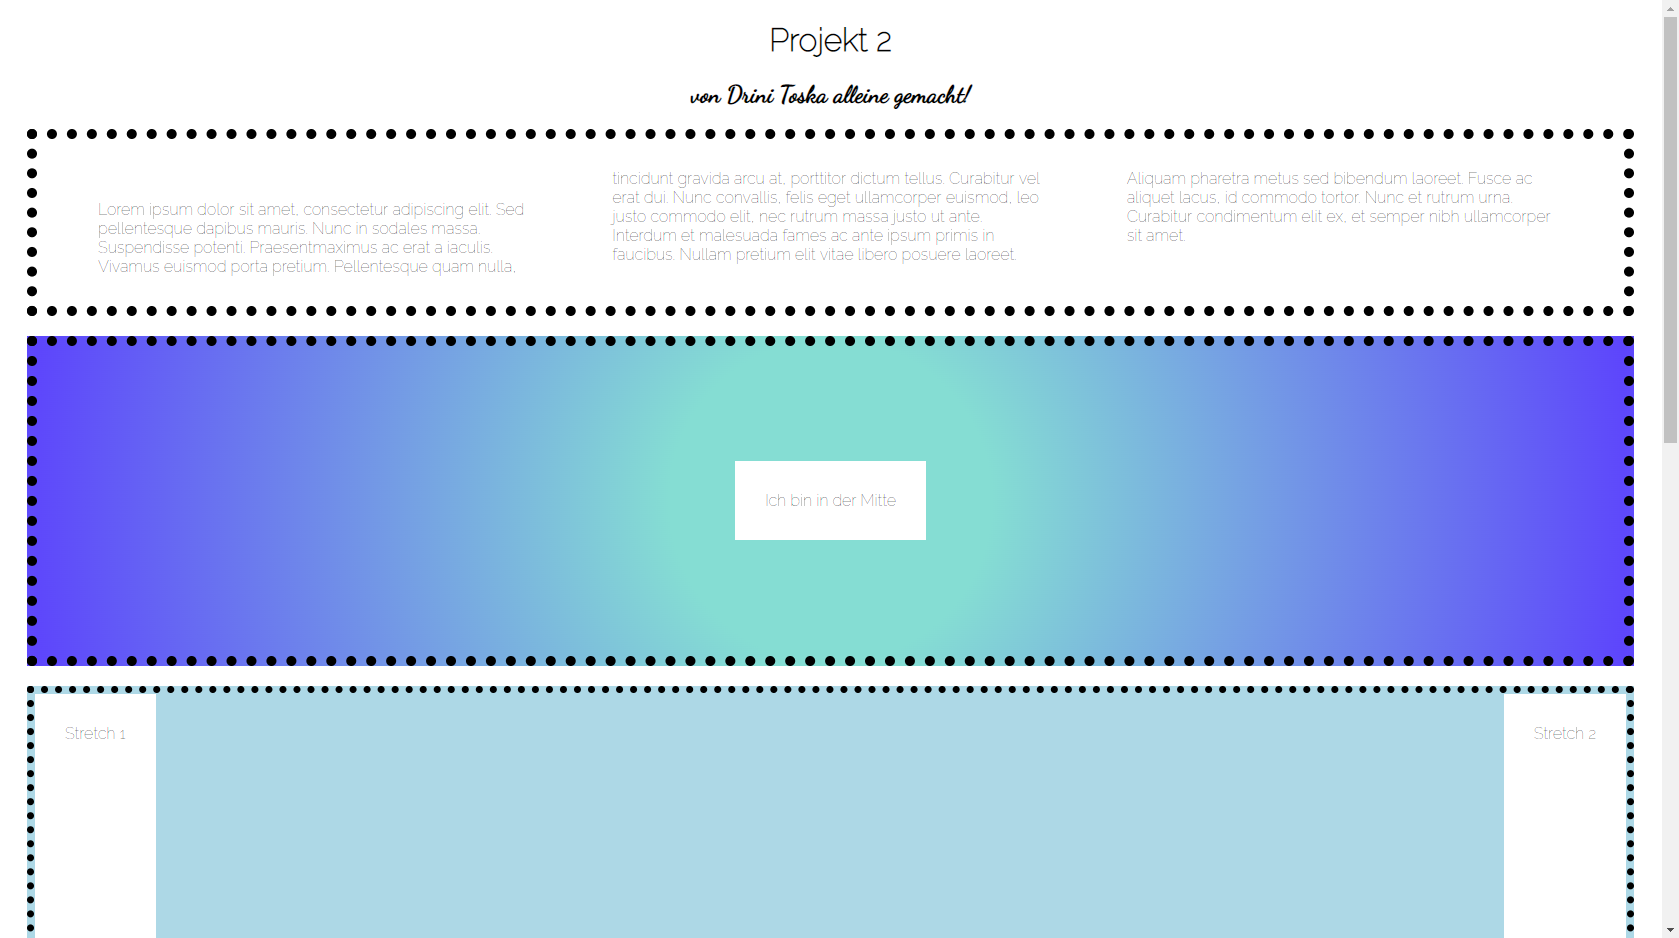 Projekt 2
von Drini Toska alleine gemacht!
Lorem ipsum dolor sit amet, consectetur adipiscing elit. Sed
pellentesque dapibus mauris. Nunc in sodales massa.
Suspendisse potenti. Praesentmaximus ac erat a iaculis.
Vivamus euismod porta pretium. Pellentesque quam nulla,
tincidunt gravida arcu at, porttitor dictum tellus. Curabitur vel
erat dui. Nunc convallis, felis eget ullamcorper euismod, leo
justo commodo elit, nec rutrum massa justo ut ante.
Interdum et malesuada fames ac ante ipsum primis in
faucibus. Nullam pretium elit vitae libero posuere laoreet.
Aliquam pharetra metus sed bibendum laoreet. Fusce ac
aliquet lacus, id commodo tortor. Nunc et rutrum urna.
Curabitur condimentum elit ex, et semper nibh ullamcorper
sit amet.
Ich bin in der Mitte
Stretch 1
Stretch 2